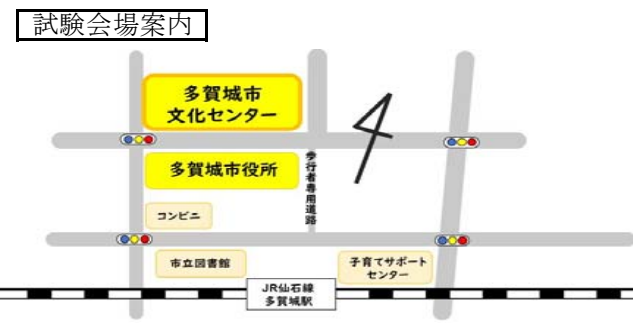 試験会場案内
多賀城市
文化センター
多賀城市役所
歩行者専用道路
コンビニ
市立図書館
子育てサポート
センター
JR仙石線
多賀城駅